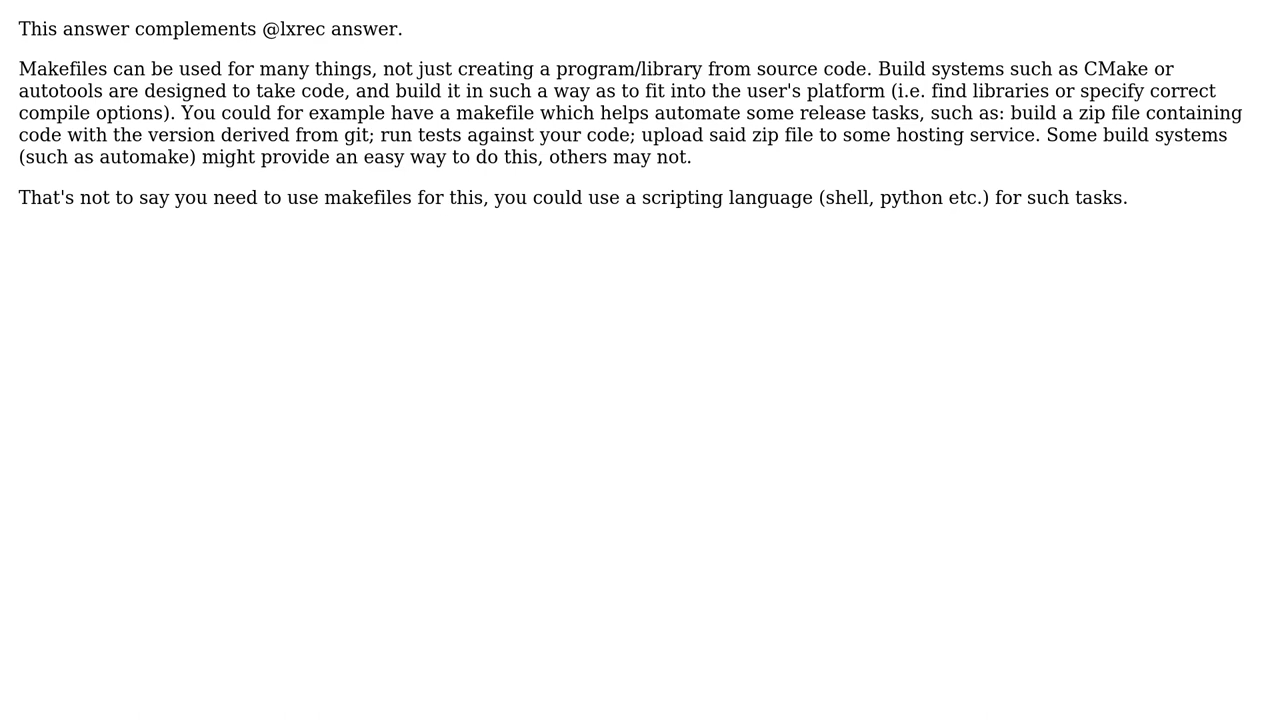 This answer complements @lxrec answer.
Makefiles can be used for many things, not just creating a program/library from source code. Build systems such as CMake or
autotools are designed to take code, and build it in such a way as to fit into the user's platform (i.e. find libraries or specify correct
compile options). You could for example have a makefile which helps automate some release tasks, such as: build a zip file containing
code with the version derived from git; run tests against your code; upload said zip file to some hosting service. Some build systems
(such as automake) might provide an easy way to do this, others may not.
That's not to say you need to use makefiles for this, you could use a scripting language (shell, python etc.) for such tasks.